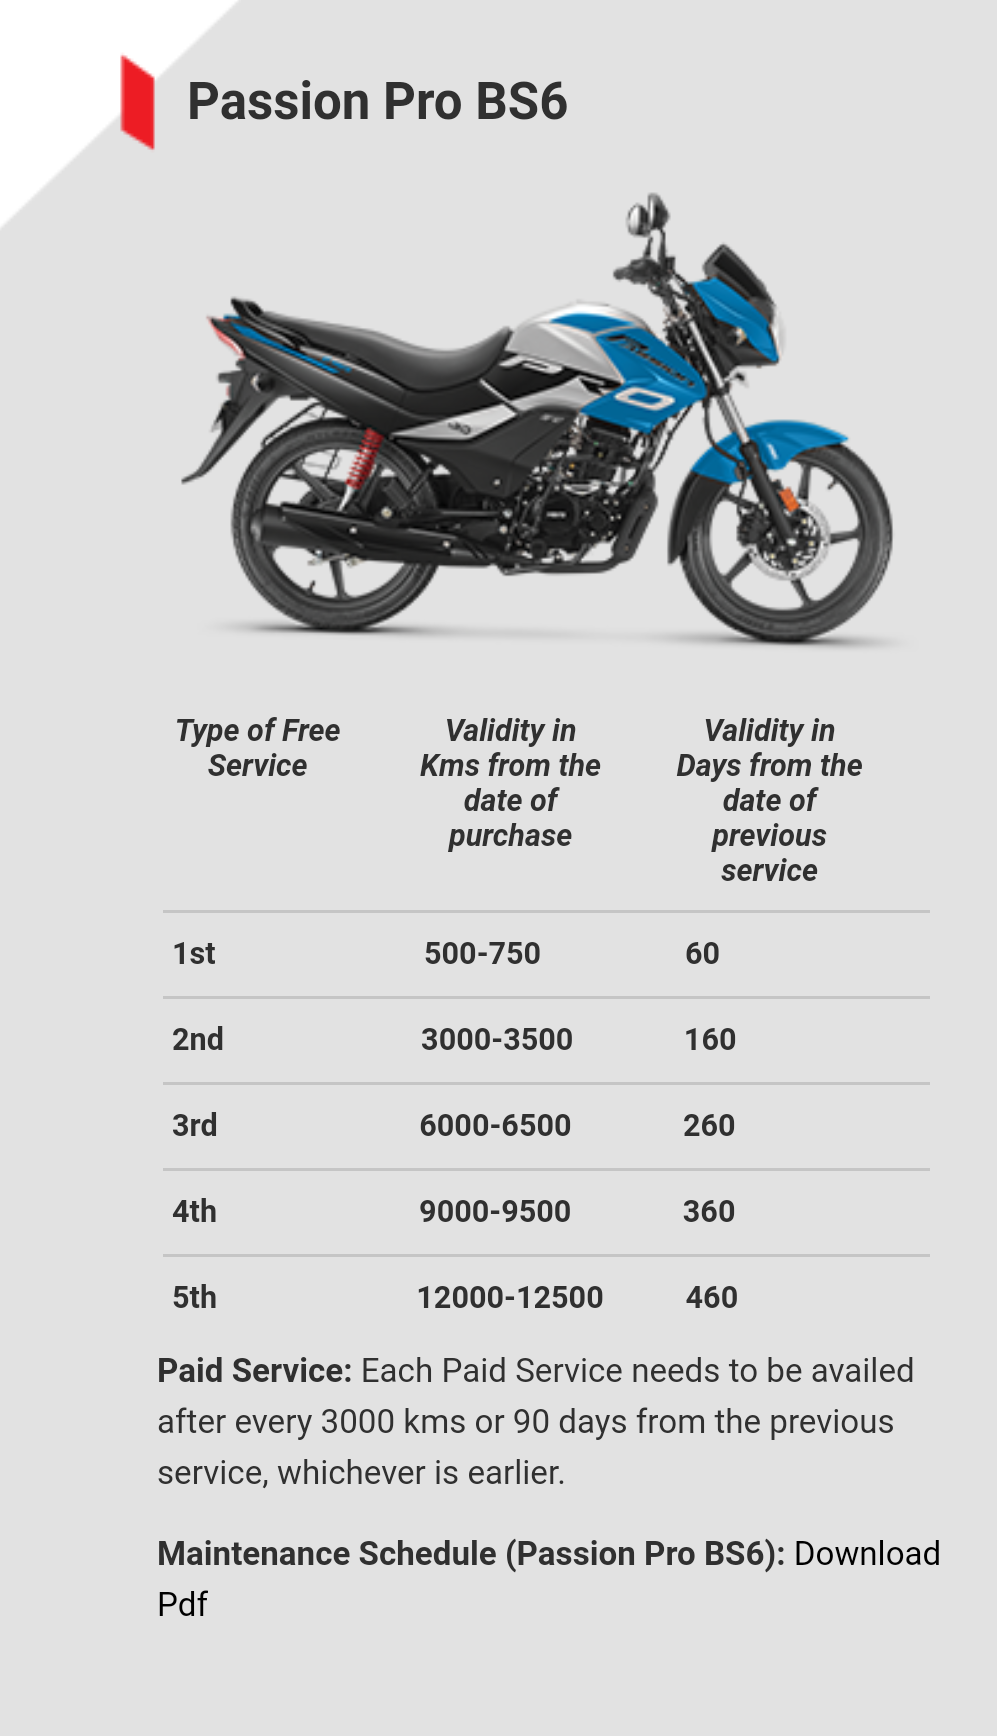 Passion Pro BS6
Type of Free
Service
Validity in
Kms from the
date of
purchase
Validity in
Days from the
date of
previous
service
1st 500-750 60
2nd 3000-3500 160
3rd 6000-6500 260
4th 9000-9500 360
5th 12000-12500 460
Paid Service: Each Paid Service needs to be availed
after every 3000 kms or 90 days from the previous
service, whichever is earlier.
Maintenance Schedule (Passion Pro BS6): Download
Pdf